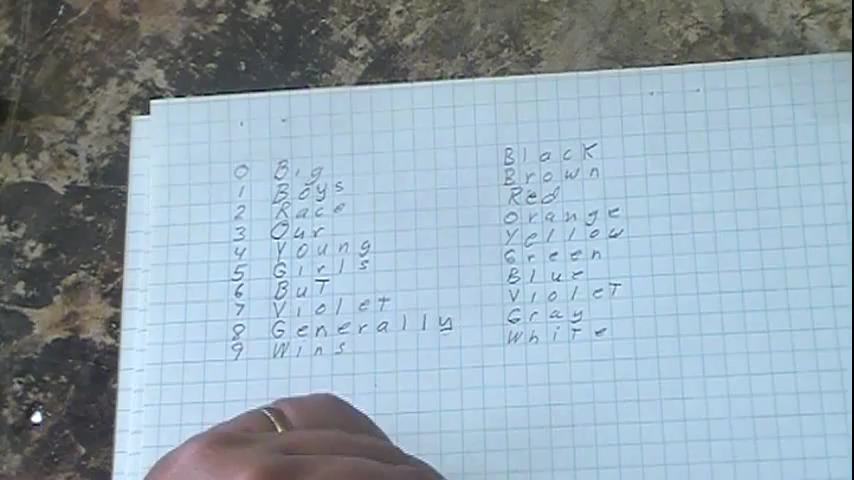 0 Big Black
1 Boys Brown
2 Race Red
3 Our Orange
4 Young Yellow
5 Girls Green
6 But Blue
7 Violet Violet
8 Generally Gray
9 Wins White